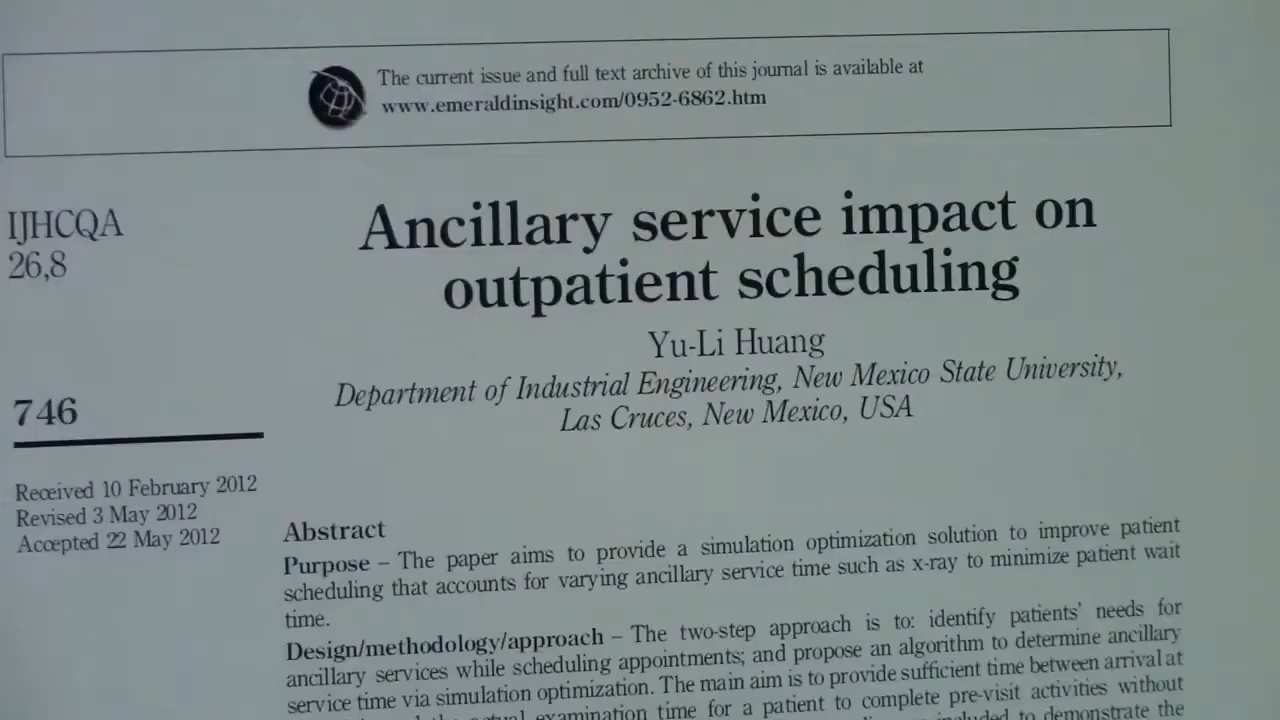 The current issue and full text archive of this journal is available at
www.emeraldinsight.com/0952-6862.htm
IJHCQA
26,8
Ancillary service impact on
outpatient scheduling
Yu-Li Huang
Department of Industrial Engineering, New Mexico State University,
Las Cruces, New Mexico, USA
746
Received 10 February 2012
Revised 3 May 2012
Accepted 22 May 2012
Abstract
Purpose – The paper aims to provide a simulation optimization solution to improve patient
scheduling that accounts for varying ancillary service time such as x-ray to minimize patient wait
time.
Design/methodology/approach – The two-step approach is to: identify patients' needs for
ancillary services while scheduling appointments; and propose an algorithm to determine ancillary
service time via simulation optimization. The main aim is to provide sufficient time between arrival at
actual examination time for a patient to complete pre-visit activities without
included to demonstrate the